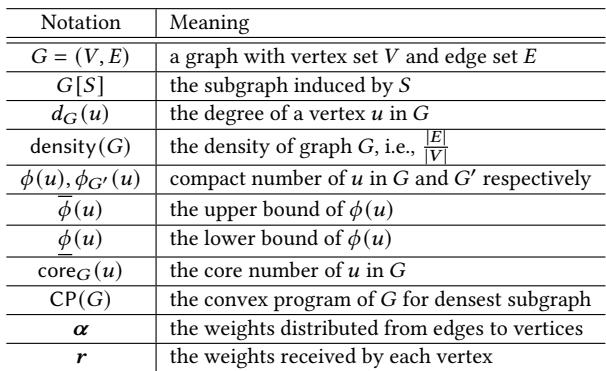 Notation Meaning
G = (V, E) a graph with vertex set V and edge set E
G[S] the subgraph induced by S
d_G(u) the degree of a vertex u in G
density(G) the density of graph G, i.e., |E|/|V|
ϕ(u), ϕ_{G′}(u) compact number of u in G and G′ respectively
ϕ̅(u) the upper bound of ϕ(u)
ϕ̲(u) the lower bound of ϕ(u)
core_G(u) the core number of u in G
CP(G) the convex program of G for densest subgraph
α the weights distributed from edges to vertices
r the weights received by each vertex